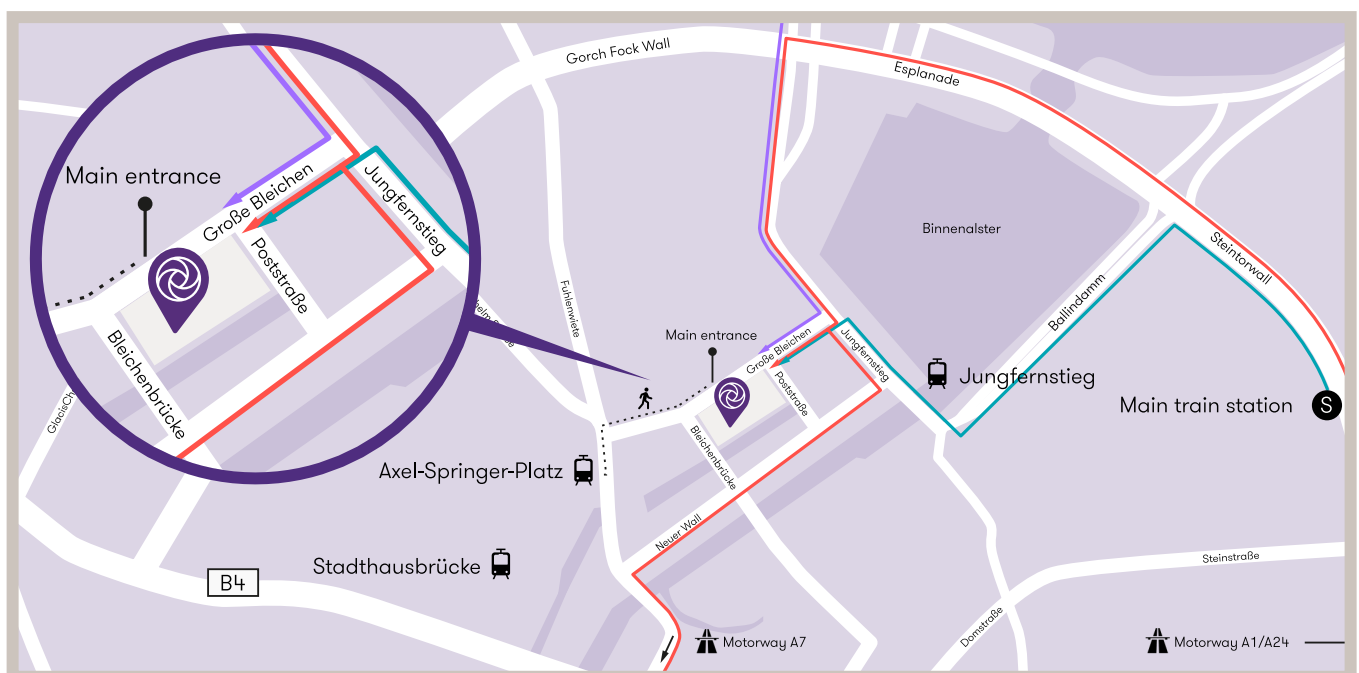 Gorch Fock Wall
Esplanade
Main entrance
Große Bleichen
Jungfernstieg
Poststraße
Bleichenbrücke
Binnenalster
Steintorwall
Ballindamm
Fuhlenwiete
Main entrance
Große Bleichen
Jungfernstieg
Poststraße
Bleichenbrücke
Jungfernstieg
Main train station
S
Axel-Springer-Platz
Neuer Wall
Stadthausbrücke
B4
Steinstraße
Domstraße
Motorway A7
Motorway A1/A24